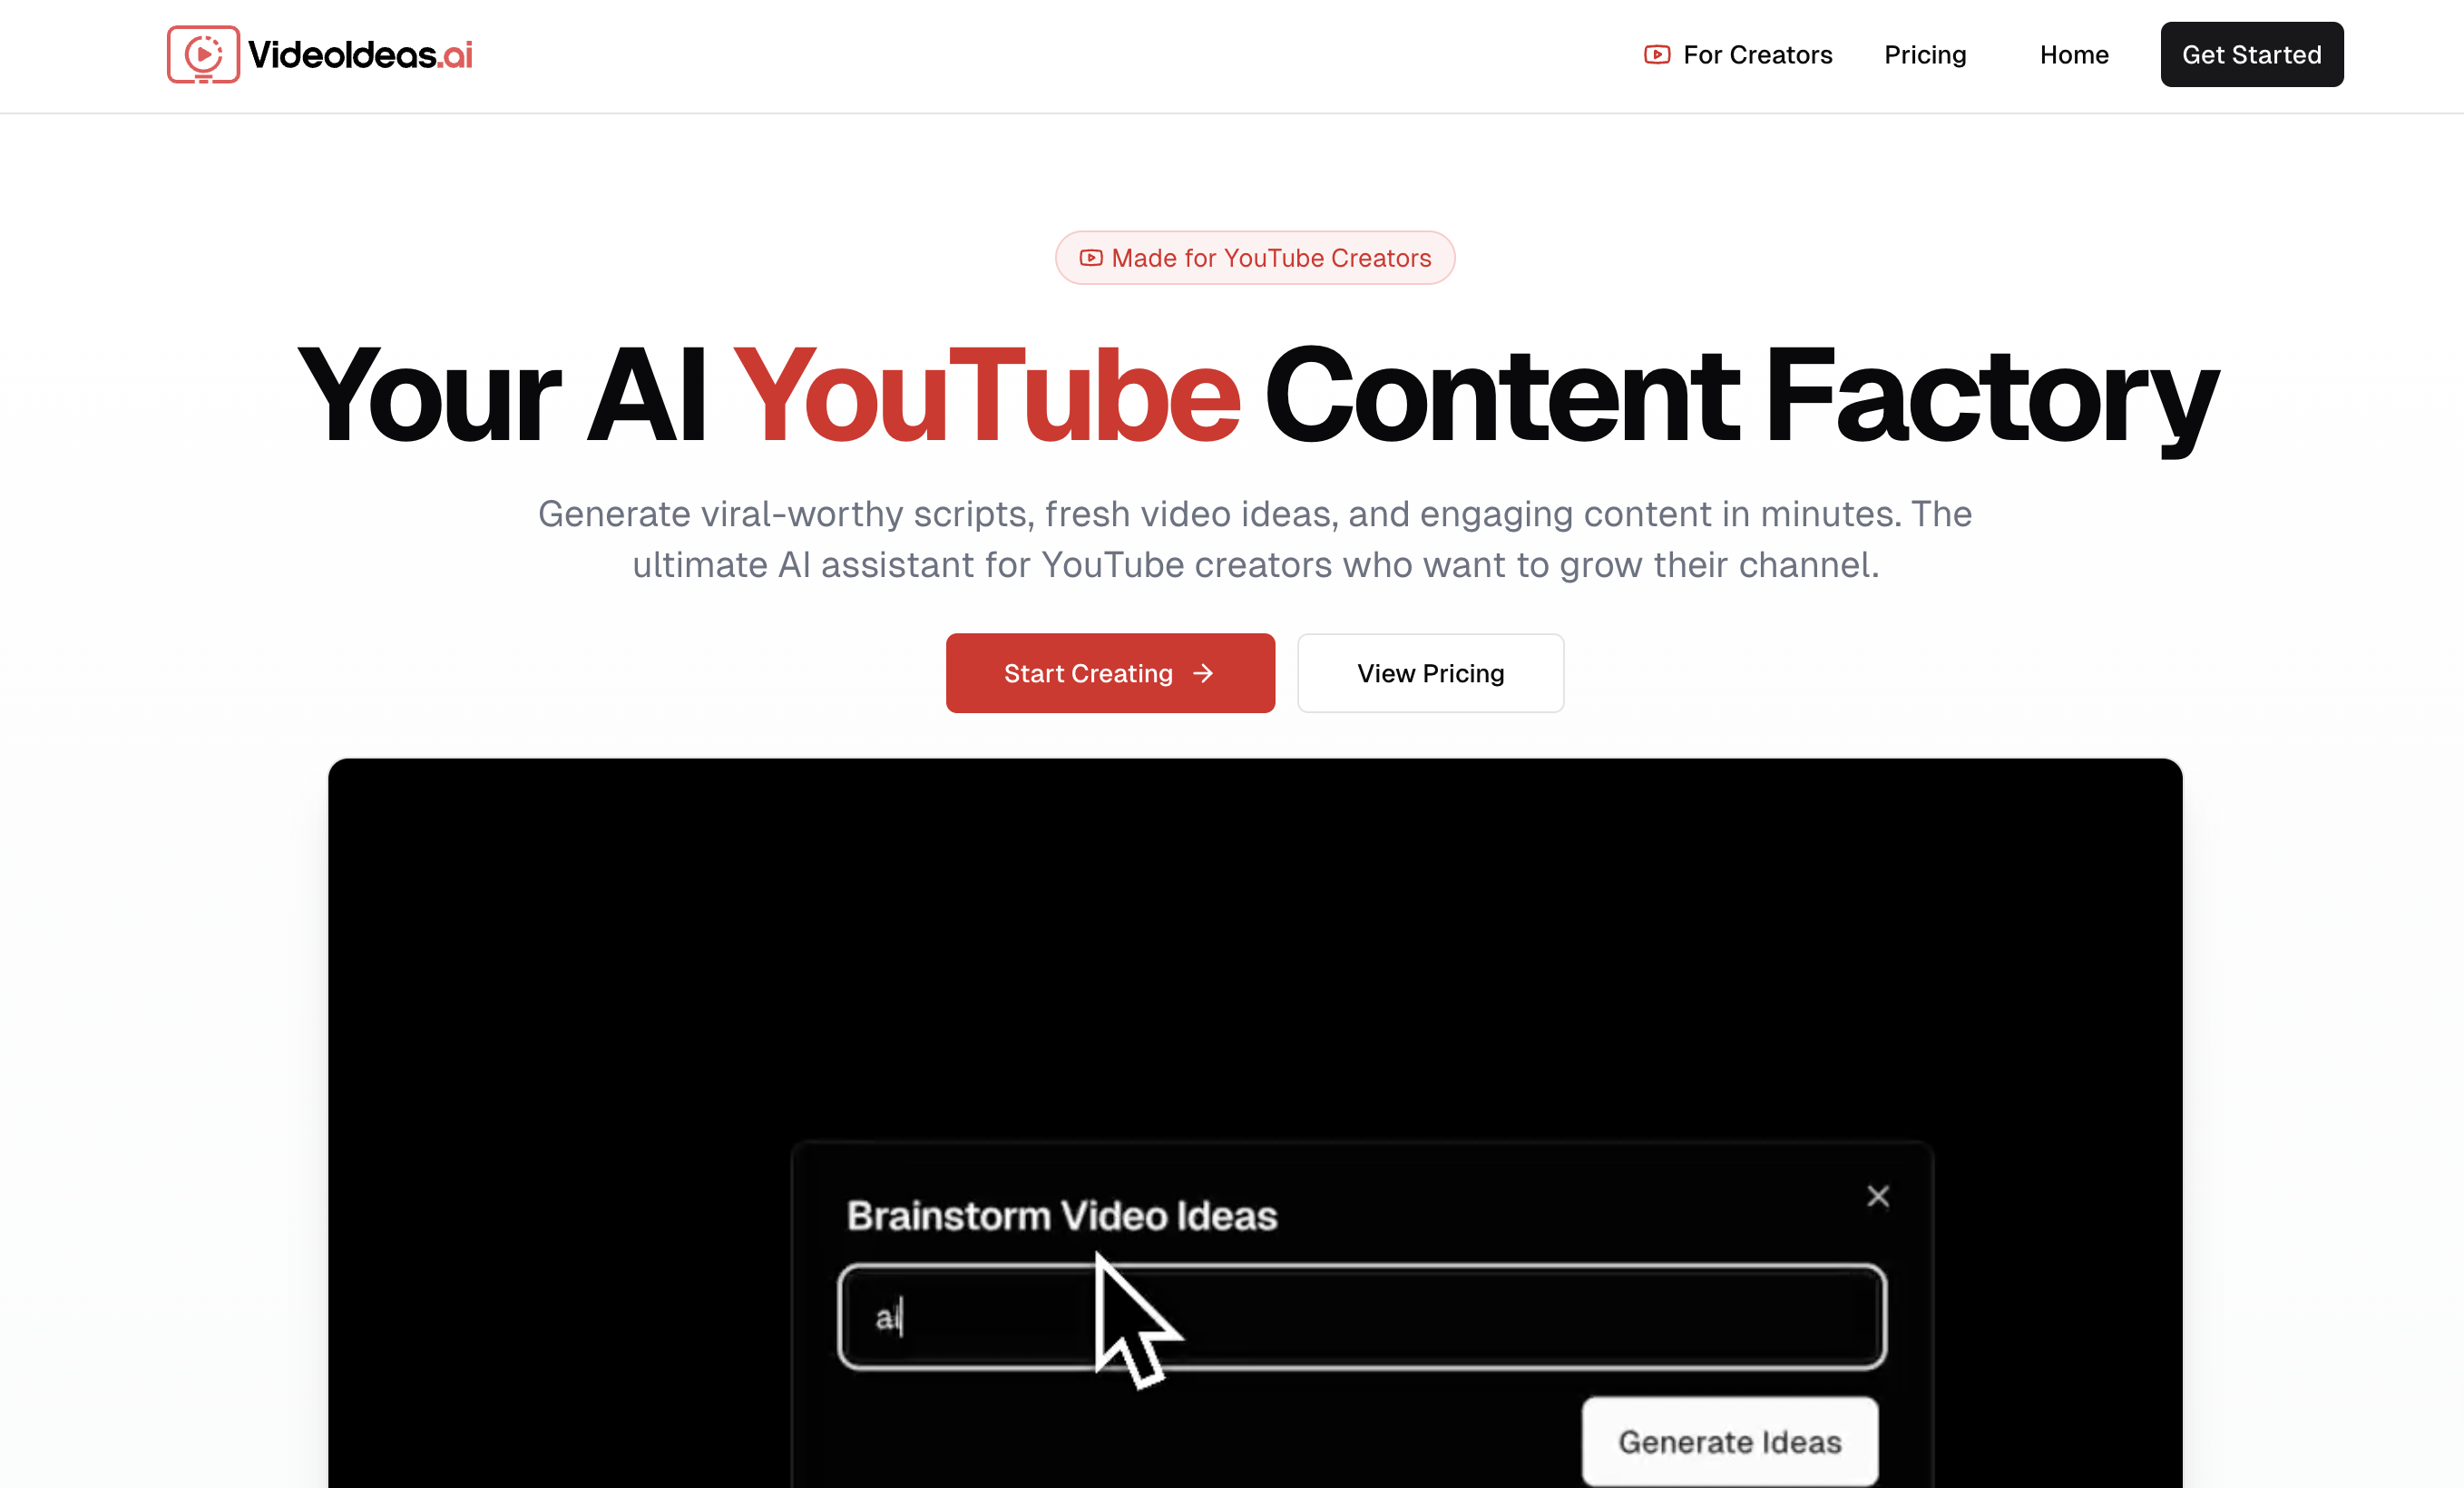 VideoIdeas.ai
For Creators
Pricing
Home
Get Started
Made for YouTube Creators
Your AI YouTube Content Factory
Generate viral-worthy scripts, fresh video ideas, and engaging content in minutes. The
ultimate AI assistant for YouTube creators who want to grow their channel.
Start Creating →
View Pricing
Brainstorm Video Ideas
ai
Generate Ideas